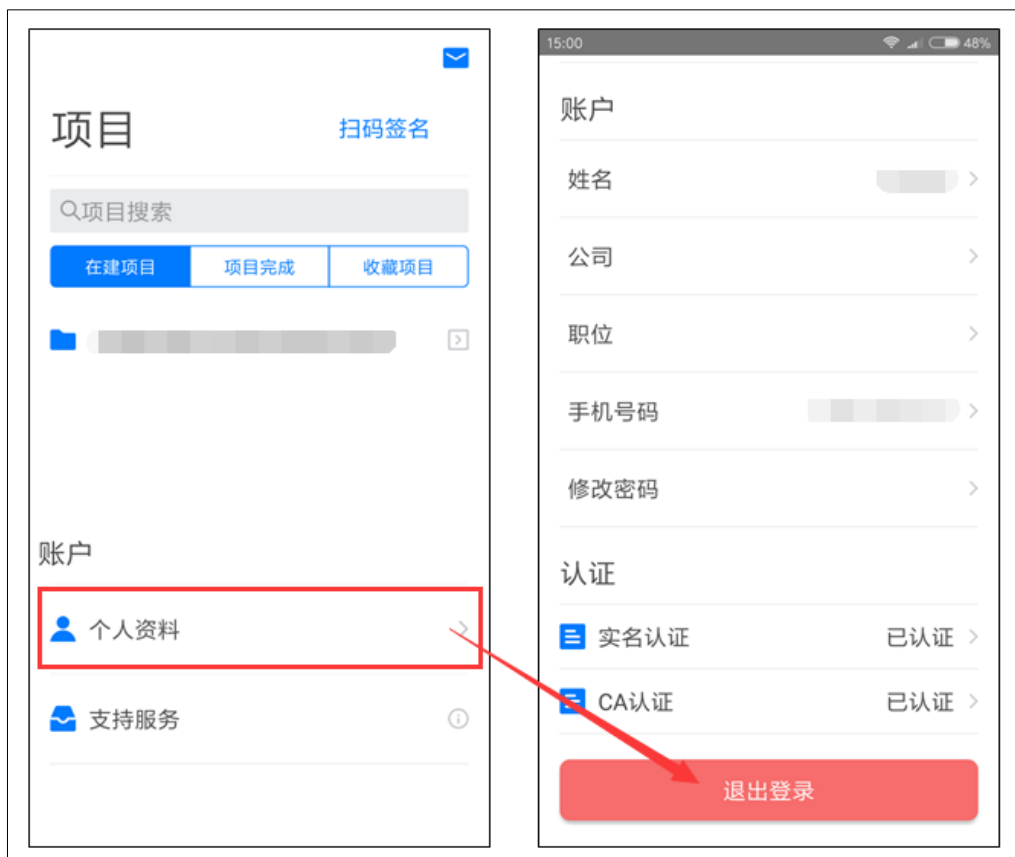 项目
扫码签名
项目搜索
在建项目
项目完成
收藏项目
账户
个人资料
支持服务
15:00
48%
账户
姓名
公司
职位
手机号码
修改密码
认证
实名认证 已认证
CA认证 已认证
退出登录